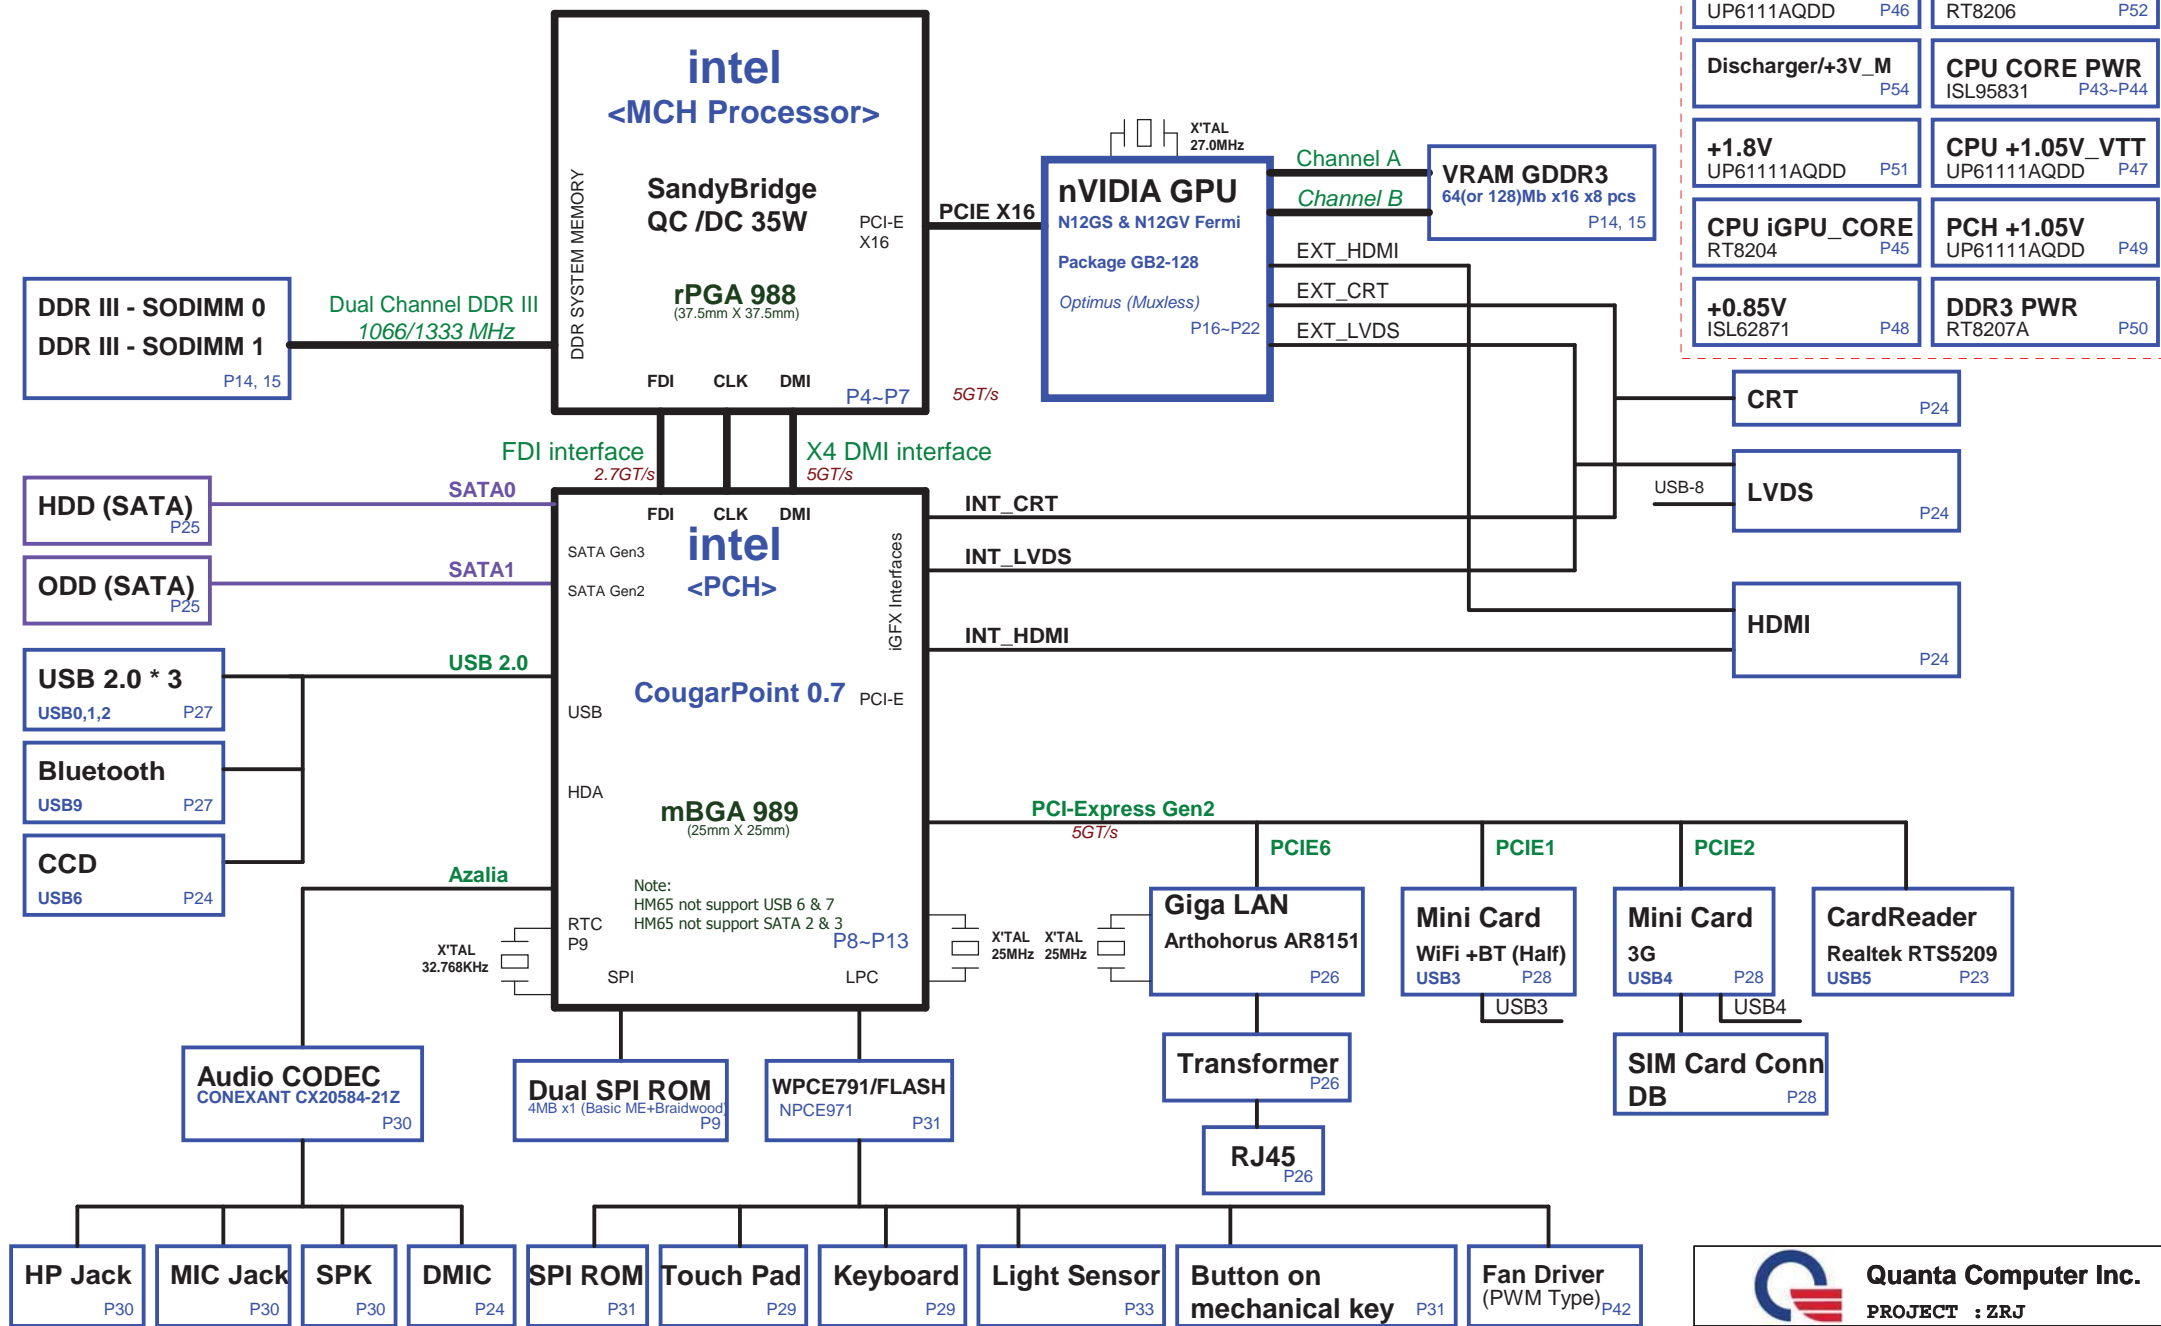 UP6111AQDD P46
RT8206 P52
Discharger/+3V_M
P54
CPU CORE PWR
ISL95831 P43~P44
+1.8V
UP61111AQDD P51
CPU +1.05V_VTT
UP61111AQDD P47
CPU iGPU_CORE
RT8204 P45
PCH +1.05V
UP61111AQDD P49
+0.85V
ISL62871 P48
DDR3 PWR
RT8207A P50
intel
<MCH Processor>
SandyBridge
QC /DC 35W
rPGA 988
(37.5mm X 37.5mm)
DDR SYSTEM MEMORY
PCI-E
X16
FDI CLK DMI
P4~P7
PCIE X16
5GT/s
X'TAL
27.0MHz
nVIDIA GPU
N12GS & N12GV Fermi
Package GB2-128
Optimus (Muxless)
P16~P22
Channel A
Channel B
VRAM GDDR3
64(or 128)Mb x16 x8 pcs
P14, 15
EXT_HDMI
EXT_CRT
EXT_LVDS
DDR III - SODIMM 0
DDR III - SODIMM 1
P14, 15
Dual Channel DDR III
1066/1333 MHz
FDI interface
2.7GT/s
X4 DMI interface
5GT/s
CRT
P24
USB-8
LVDS
P24
HDMI
P24
HDD (SATA)
P25
SATA0
ODD (SATA)
P25
SATA1
USB 2.0 * 3
USB0,1,2 P27
USB 2.0
Bluetooth
USB9 P27
CCD
USB6 P24
Azalia
FDI CLK DMI
intel
<PCH>
SATA Gen3
SATA Gen2
iGFX Interfaces
CougarPoint 0.7
PCI-E
USB
HDA
mBGA 989
(25mm X 25mm)
Note:
HM65 not support USB 6 & 7
HM65 not support SATA 2 & 3
P8~P13
RTC
P9
SPI
LPC
INT_CRT
INT_LVDS
INT_HDMI
X'TAL
32.768KHz
X'TAL
25MHz
X'TAL
25MHz
PCI-Express Gen2
5GT/s
PCIE6
PCIE1
PCIE2
Giga LAN
Arthohorus AR8151
P26
Mini Card
WiFi +BT (Half)
USB3 P28
USB3
Mini Card
3G
USB4 P28
USB4
CardReader
Realtek RTS5209
USB5 P23
Transformer
P26
RJ45
P26
SIM Card Conn
DB P28
Audio CODEC
CONEXANT CX20584-21Z
P30
Dual SPI ROM
4MB x1 (Basic ME+Braidwood)
P9
WPCE791/FLASH
NPCE971
P31
HP Jack
P30
MIC Jack
P30
SPK
P30
DMIC
P24
SPI ROM
P31
Touch Pad
P29
Keyboard
P29
Light Sensor
P33
Button on
mechanical key P31
Fan Driver
(PWM Type)
P42
Quanta Computer Inc.
PROJECT : ZRJ